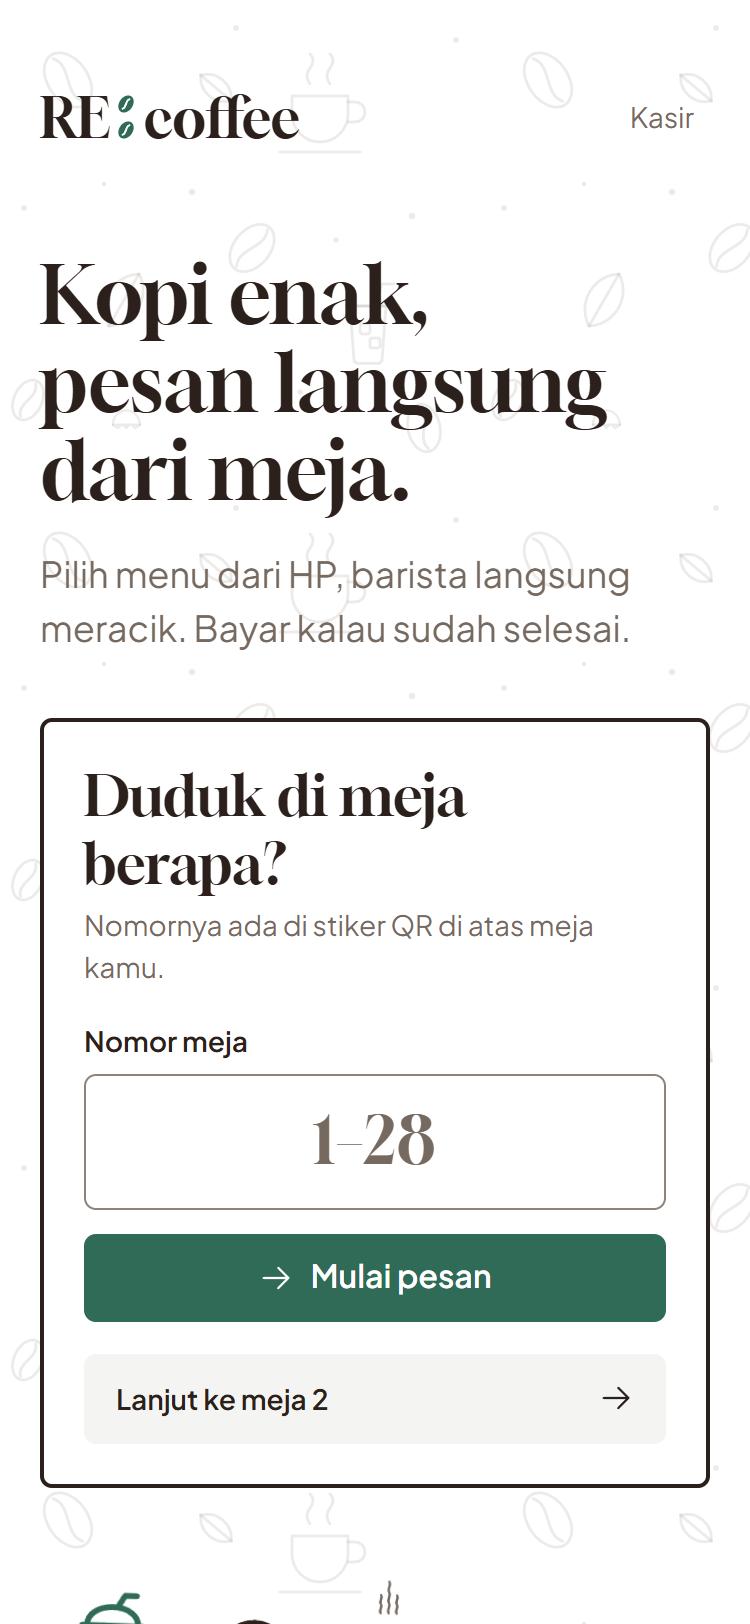 RE:coffee
Kasir
Kopi enak,
pesan langsung
dari meja.
Pilih menu dari HP, barista langsung
meracik. Bayar kalau sudah selesai.
Duduk di meja
berapa?
Nomornya ada di stiker QR di atas meja
kamu.
Nomor meja
1–28
→ Mulai pesan
Lanjut ke meja 2 →